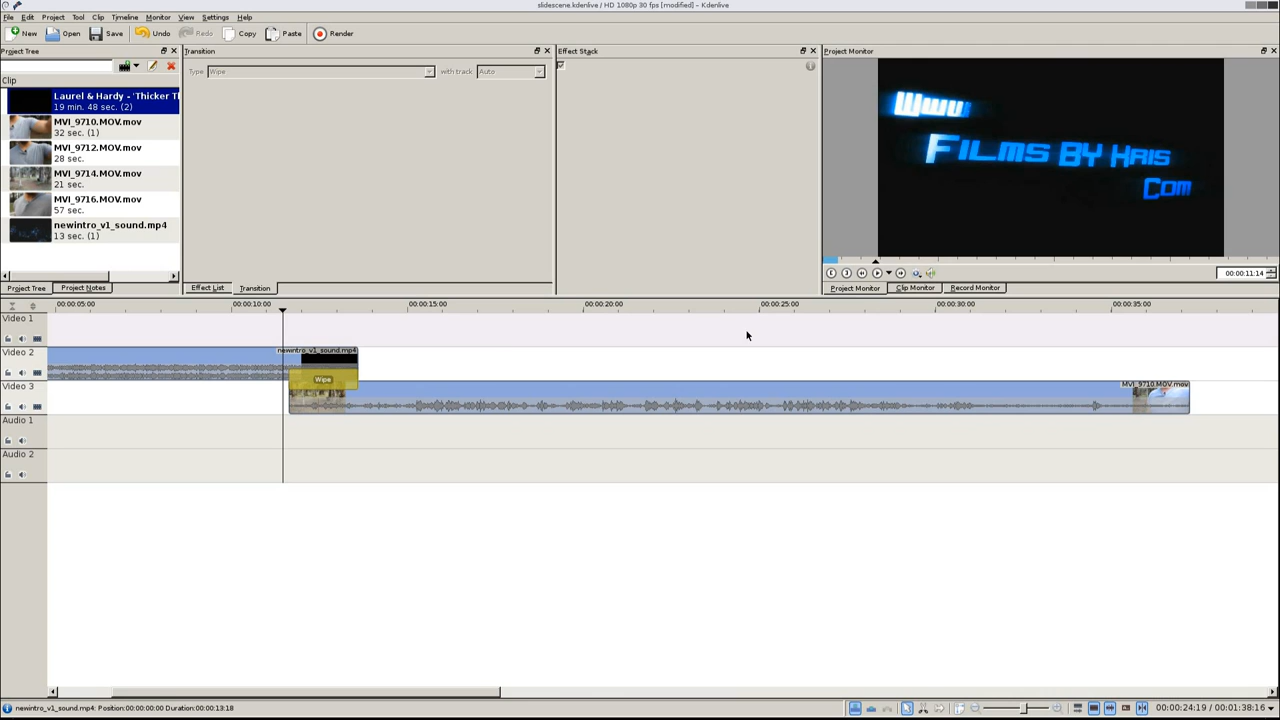 slidescene.kdenlive / HD 1080p 30 fps [modified] – Kdenlive
File Edit Project Tool Clip Timeline Monitor View Settings Help
New Open Save Undo Redo Copy Paste Render
Project Tree
Transition
Effect Stack
Project Monitor
Type Wipe with track Auto
Clip
Laurel & Hardy - 'Thicker T
19 min. 48 sec. (2)
MVI_9710.MOV.mov
32 sec. (1)
MVI_9712.MOV.mov
28 sec.
MVI_9714.MOV.mov
21 sec.
MVI_9716.MOV.mov
57 sec.
newintro_v1_sound.mp4
13 sec. (1)
Films By Kris
Com
00:00:11:14
Project Tree Project Notes
Effect List Transition
Project Monitor Clip Monitor Record Monitor
00:00:05:00 00:00:10:00 00:00:15:00 00:00:20:00 00:00:25:00 00:00:30:00 00:00:35:00
Video 1
Video 2
newintro_v1_sound.mp4
Wipe
Video 3
MVI_9710.MOV.mov
Audio 1
Audio 2
newintro_v1_sound.mp4: Position:00:00:00:00 Duration:00:00:13:18
00:00:24:19 / 00:01:38:16